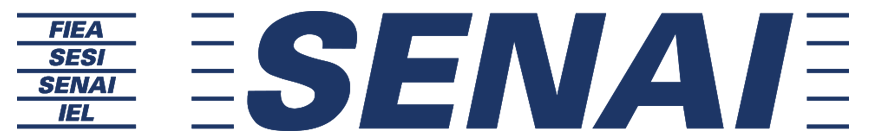 FIEA
SESI
SENAI
IEL
SENAI